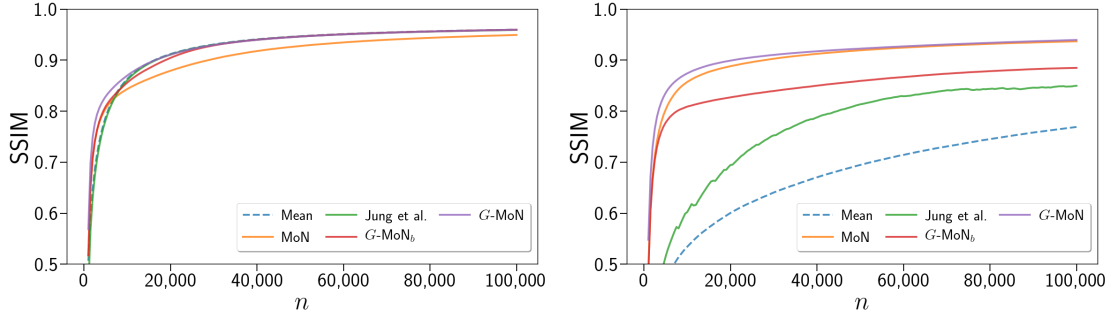 1.0
0.9
0.8
0.7
0.6
0.5
SSIM
0
20,000
40,000
60,000
80,000
100,000
n
Mean
MoN
Jung et al.
G-MoN_b
G-MoN
1.0
0.9
0.8
0.7
0.6
0.5
SSIM
0
20,000
40,000
60,000
80,000
100,000
n
Mean
MoN
Jung et al.
G-MoN_b
G-MoN